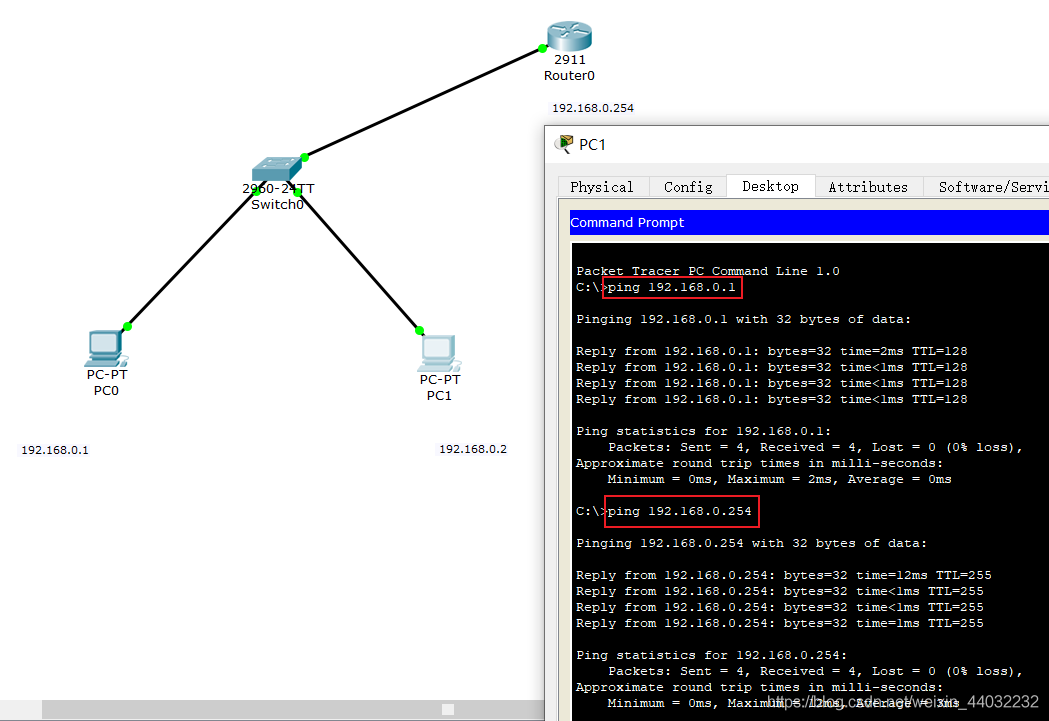 2911
Router0
192.168.0.254
2960-24TT
Switch0
PC-PT
PC0
PC-PT
PC1
192.168.0.1
192.168.0.2
PC1
Physical Config Desktop Attributes Software/Servi
Command Prompt
Packet Tracer PC Command Line 1.0
C:\>ping 192.168.0.1
Pinging 192.168.0.1 with 32 bytes of data:
Reply from 192.168.0.1: bytes=32 time=2ms TTL=128
Reply from 192.168.0.1: bytes=32 time<1ms TTL=128
Reply from 192.168.0.1: bytes=32 time<1ms TTL=128
Reply from 192.168.0.1: bytes=32 time<1ms TTL=128
Ping statistics for 192.168.0.1:
Packets: Sent = 4, Received = 4, Lost = 0 (0% loss),
Approximate round trip times in milli-seconds:
Minimum = 0ms, Maximum = 2ms, Average = 0ms
C:\>ping 192.168.0.254
Pinging 192.168.0.254 with 32 bytes of data:
Reply from 192.168.0.254: bytes=32 time=12ms TTL=255
Reply from 192.168.0.254: bytes=32 time<1ms TTL=255
Reply from 192.168.0.254: bytes=32 time<1ms TTL=255
Reply from 192.168.0.254: bytes=32 time=1ms TTL=255
Ping statistics for 192.168.0.254:
Packets: Sent = 4, Received = 4, Lost = 0 (0% loss),
Approximate round trip times in milli-seconds:
Minimum = 0ms, Maximum = 12ms, Average = 3ms
https://blog.csdn.net/weixin_44032232